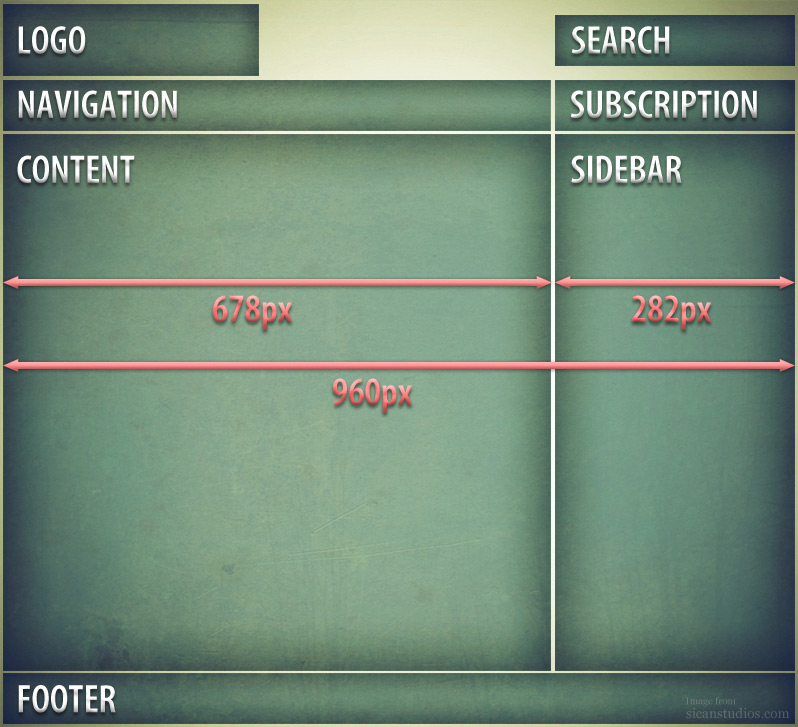 LOGO
SEARCH
NAVIGATION
SUBSCRIPTION
CONTENT
SIDEBAR
678px
282px
960px
FOOTER
Image from
sicanstudios.com